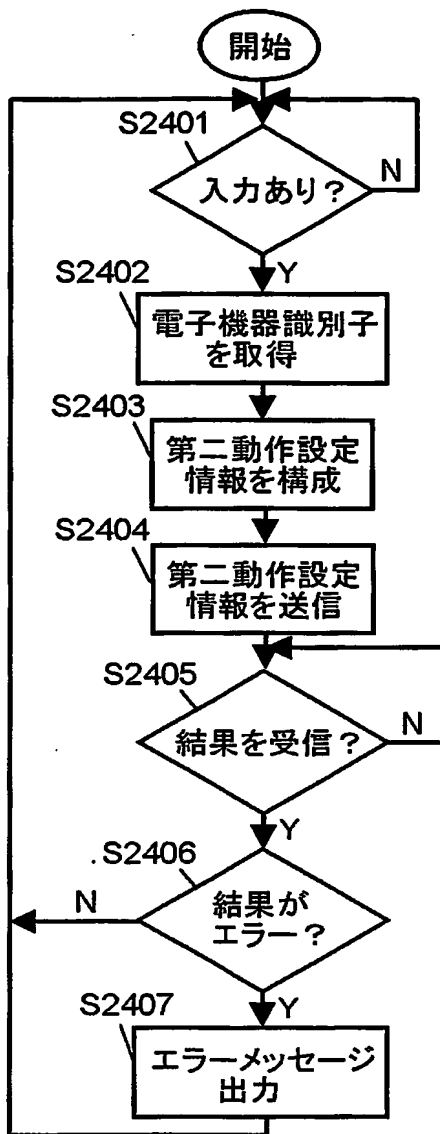 開始
S2401
入力あり？
N
Y
S2402
電子機器識別子
を取得
S2403
第二動作設定
情報を構成
S2404
第二動作設定
情報を送信
S2405
結果を受信？
N
Y
S2406
結果が
エラー？
N
Y
S2407
エラーメッセージ
出力